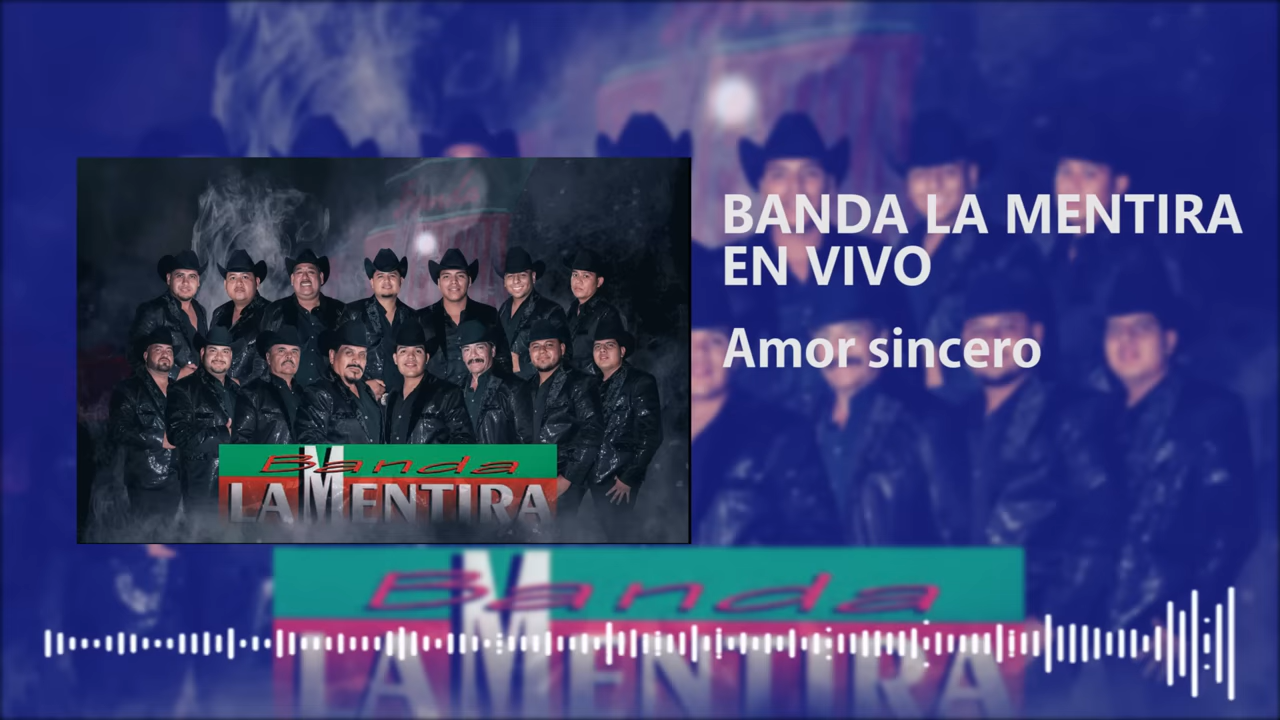 BANDA LA MENTIRA
EN VIVO
Amor sincero
Banda
LA MENTIRA
Banda
LA MENTIRA